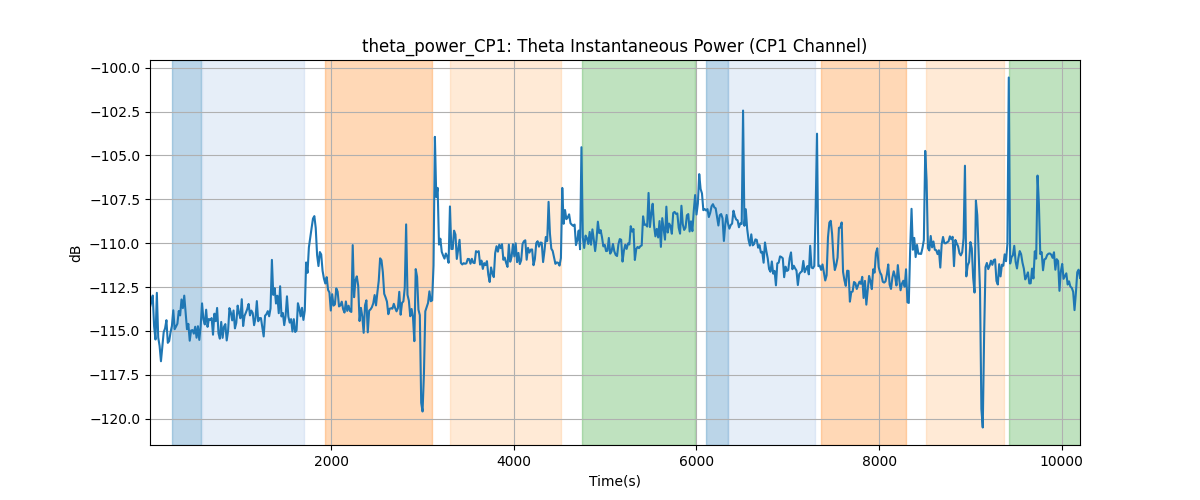 theta_power_CP1: Theta Instantaneous Power (CP1 Channel)
−100.0
−102.5
−105.0
−107.5
−110.0
−112.5
−115.0
−117.5
−120.0
dB
2000 4000 6000 8000 10000
Time(s)